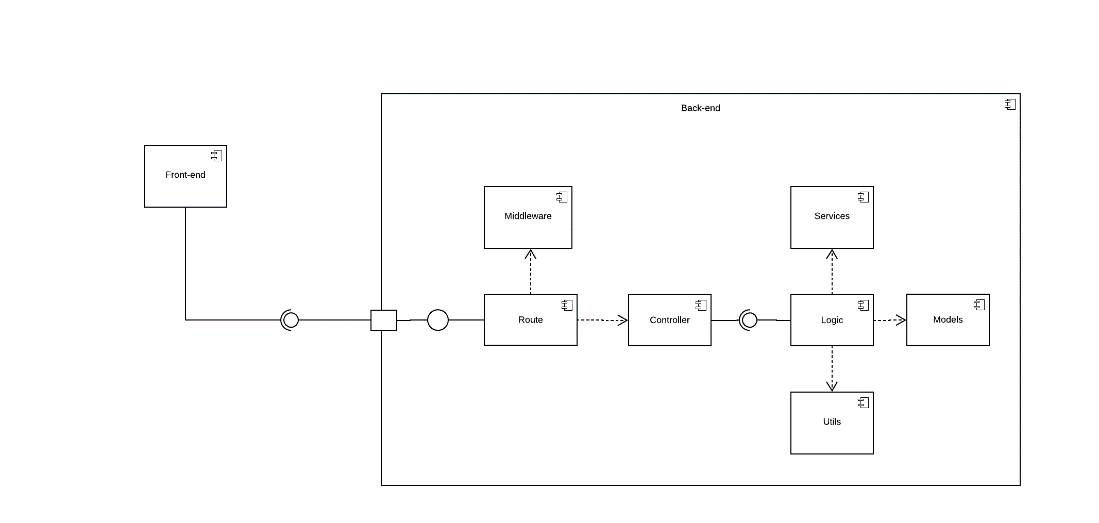 Back-end
Front-end
Middleware
Services
Route
Controller
Logic
Models
Utils